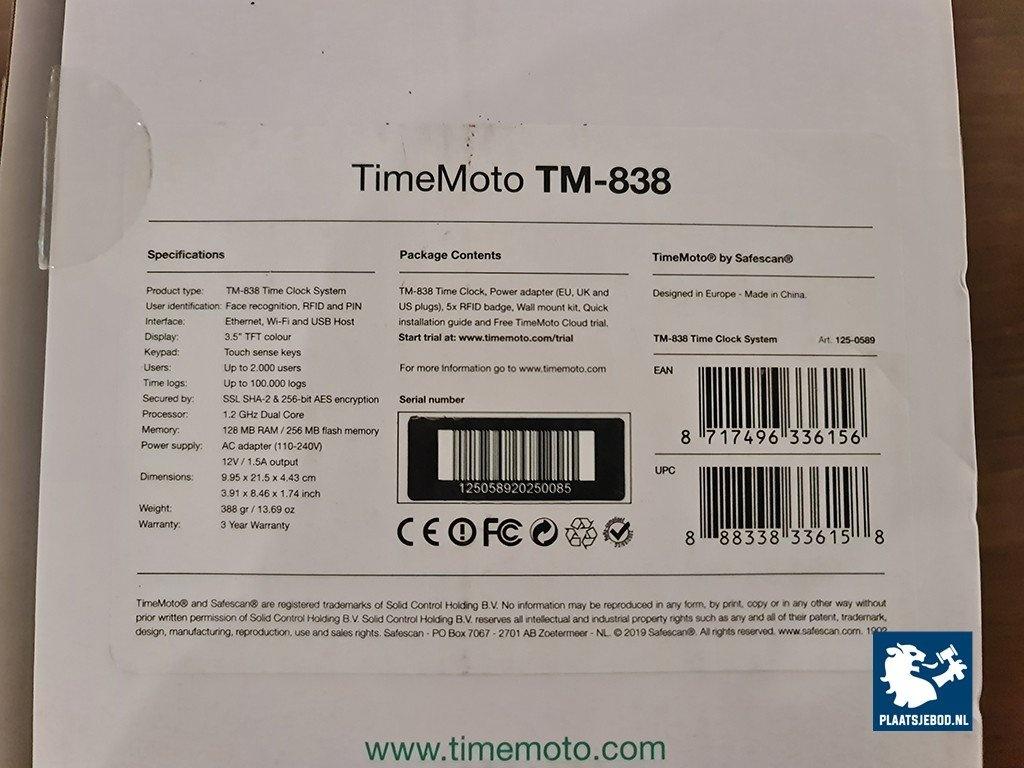 TimeMoto TM-838
Specifications
Product type: TM-838 Time Clock System
User identification: Face recognition, RFID and PIN
Interface: Ethernet, Wi-Fi and USB Host
Display: 3.5" TFT colour
Keypad: Touch sense keys
Users: Up to 2.000 users
Time logs: Up to 100.000 logs
Secured by: SSL SHA-2 & 256-bit AES encryption
Processor: 1.2 GHz Dual Core
Memory: 128 MB RAM / 256 MB flash memory
Power supply: AC adapter (110-240V)
12V / 1.5A output
Dimensions: 9.95 x 21.5 x 4.43 cm
3.91 x 8.46 x 1.74 inch
Weight: 388 gr / 13.69 oz
Warranty: 3 Year Warranty
Package Contents
TM-838 Time Clock, Power adapter (EU, UK and
US plugs), 5x RFID badge, Wall mount kit, Quick
installation guide and Free TimeMoto Cloud trial.
Start trial at: www.timemoto.com/trial
For more Information go to www.timemoto.com
Serial number
125058920250085
CE FC
TimeMoto® by Safescan®
Designed in Europe - Made in China.
TM-838 Time Clock System Art. 125-0589
EAN
8 717496 336156
UPC
8 88338 33615 8
TimeMoto® and Safescan® are registered trademarks of Solid Control Holding B.V. No information may be reproduced in any form, by print, copy or in any other way without
prior written permission of Solid Control Holding B.V. Solid Control Holding B.V. reserves all intellectual and industrial property rights such as any and all of their patent, trademark,
design, manufacturing, reproduction, use and sales rights. Safescan - PO Box 7067 - 2701 AB Zoetermeer - NL. © 2019 Safescan®. All rights reserved. www.safescan.com.
www.timemoto.com
PLAATSJEBOD.NL